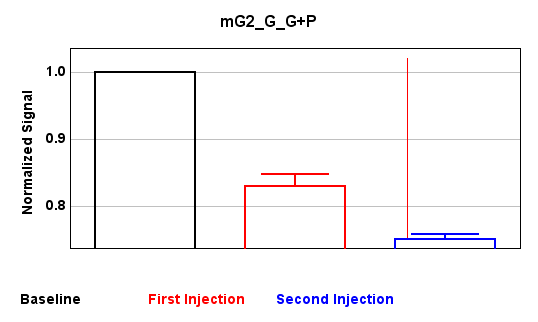 mG2_G_G+P
Normalized Signal
1.0
0.9
0.8
Baseline First Injection Second Injection